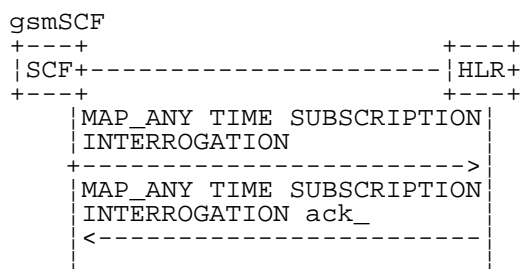 gsmSCF
SCF
HLR
MAP_ANY TIME SUBSCRIPTION
INTERROGATION
MAP_ANY TIME SUBSCRIPTION
INTERROGATION ack_